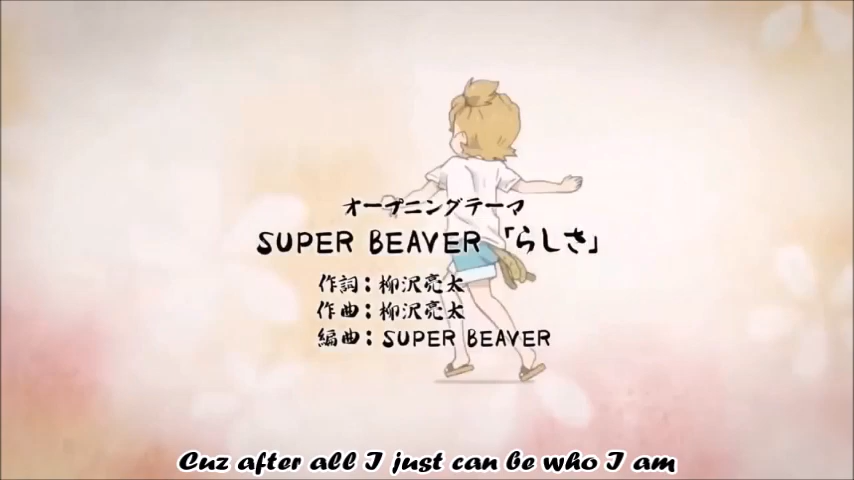 オープニングテーマ
SUPER BEAVER 「らしさ」
作詞：柳沢亮太
作曲：柳沢亮太
編曲：SUPER BEAVER
Cuz after all I just can be who I am